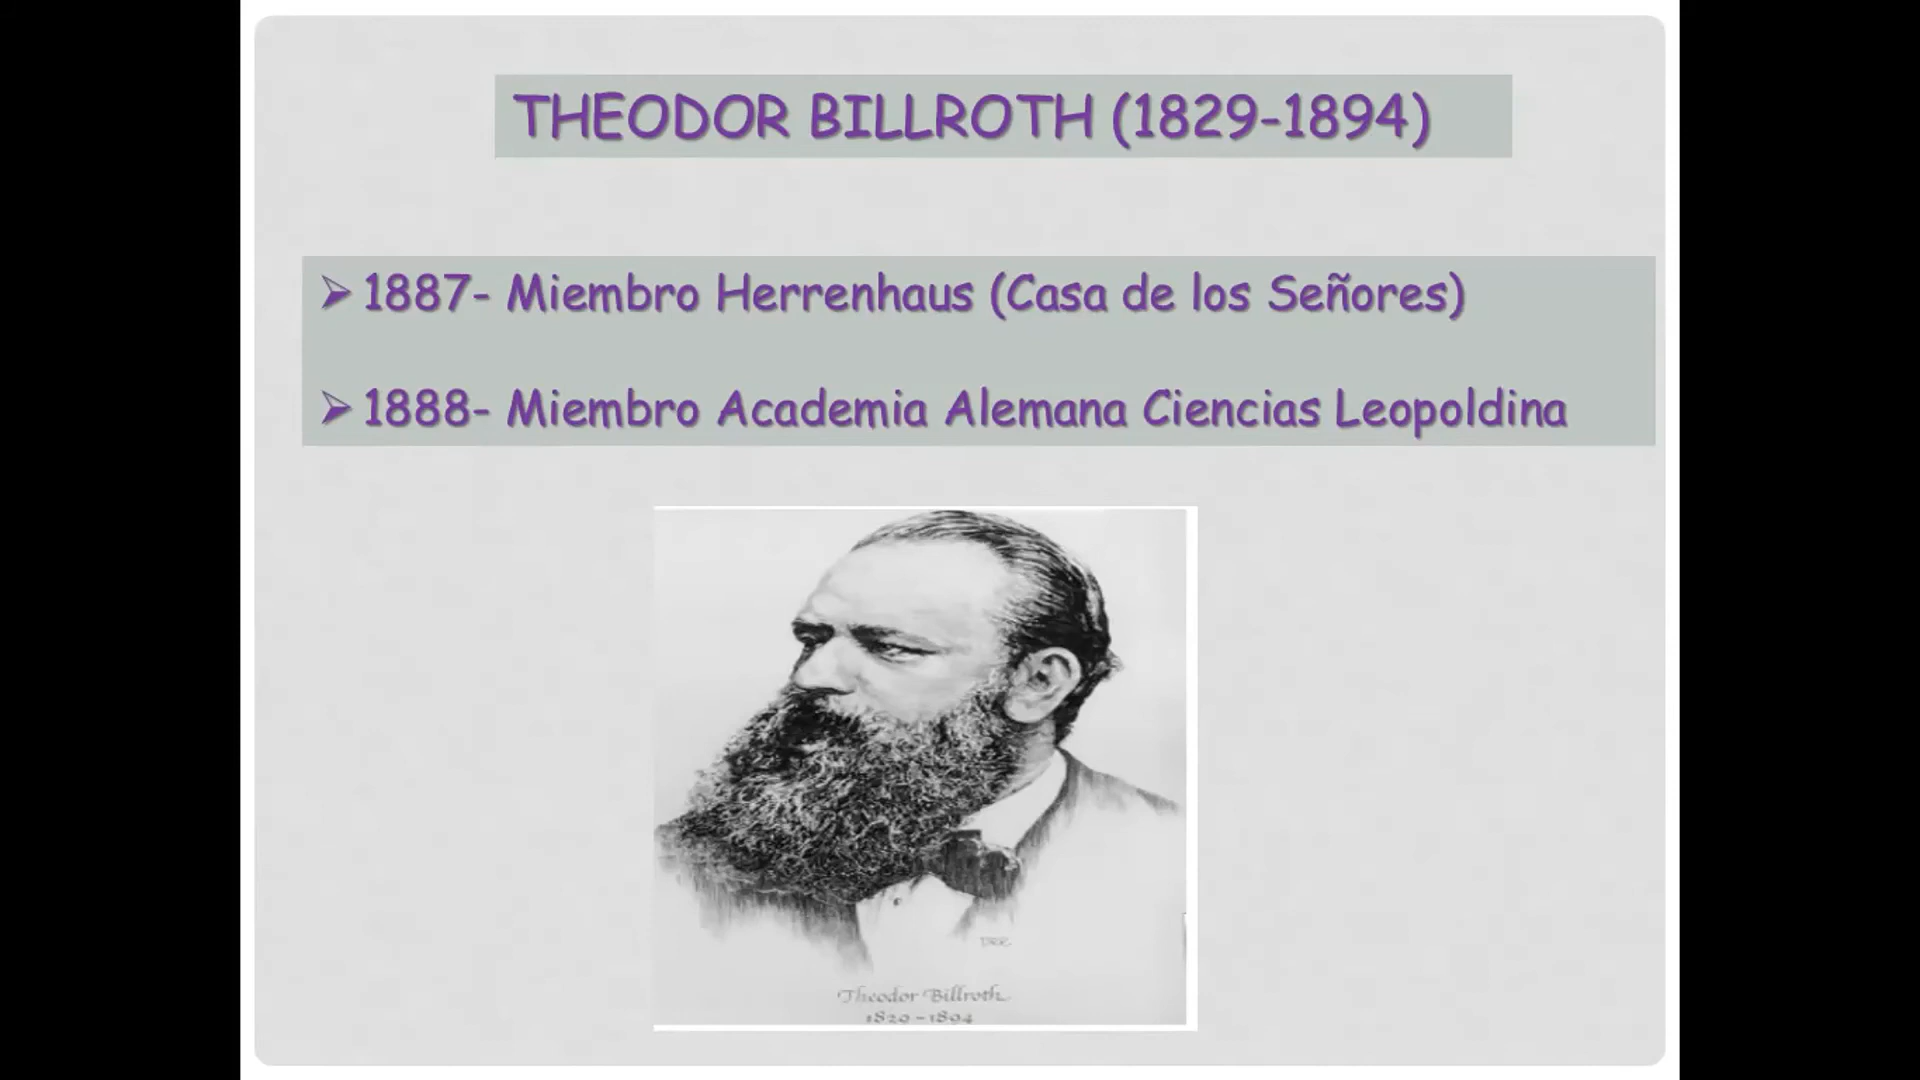 THEODOR BILLROTH (1829-1894)
➢ 1887- Miembro Herrenhaus (Casa de los Señores)
➢ 1888- Miembro Academia Alemana Ciencias Leopoldina
Theodor Billroth
1829-1894